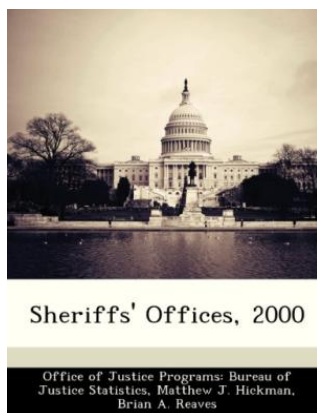 Sheriffs' Offices, 2000
Office of Justice Programs: Bureau of
Justice Statistics, Matthew J. Hickman,
Brian A. Reaves